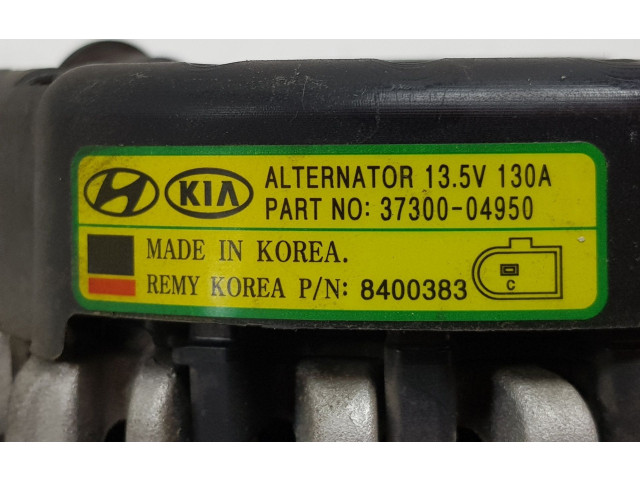 KIA ALTERNATOR 13.5V 130A
PART NO: 37300-04950
MADE IN KOREA.
REMY KOREA P/N: 8400383
C